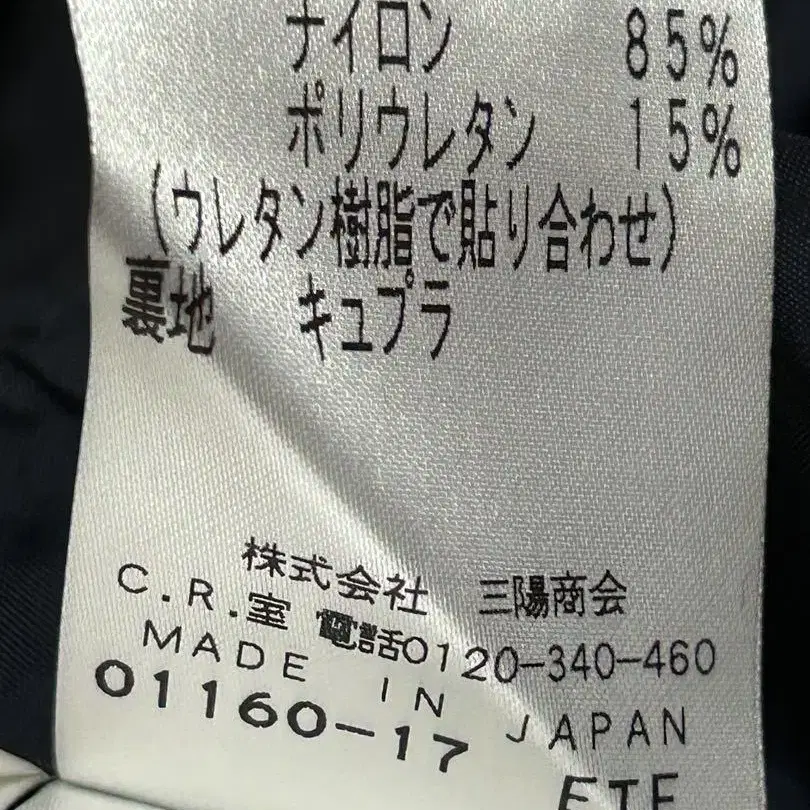 ナイロン 85%
ポリウレタン 15%
(ウレタン樹脂で貼り合わせ)
裏地 キュプラ
株式会社 三陽商会
C.R.室 電話0120-340-460
MADE IN JAPAN
01160-17